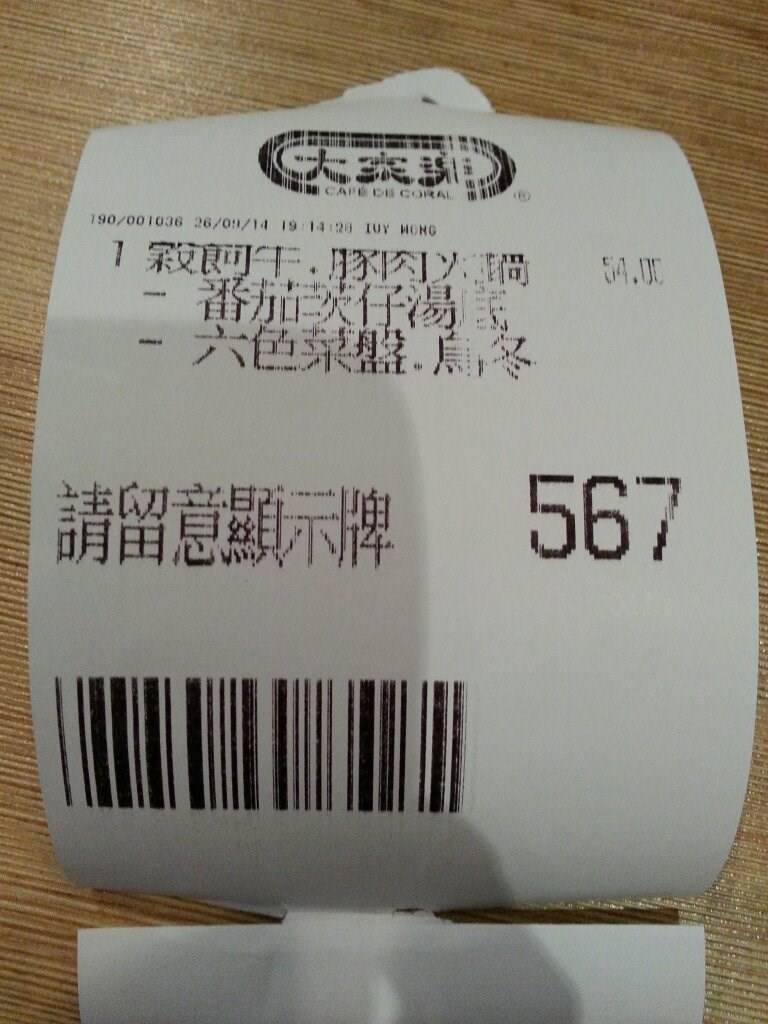 大家樂
CAFÉ DE CORAL ®
190/001036 26/09/14 19:14:28 IUY WONG
1 穀飼牛.豚肉火鍋 54.00
- 番茄茨仔湯底
- 六色菜盤.烏冬
請留意顯示牌 567